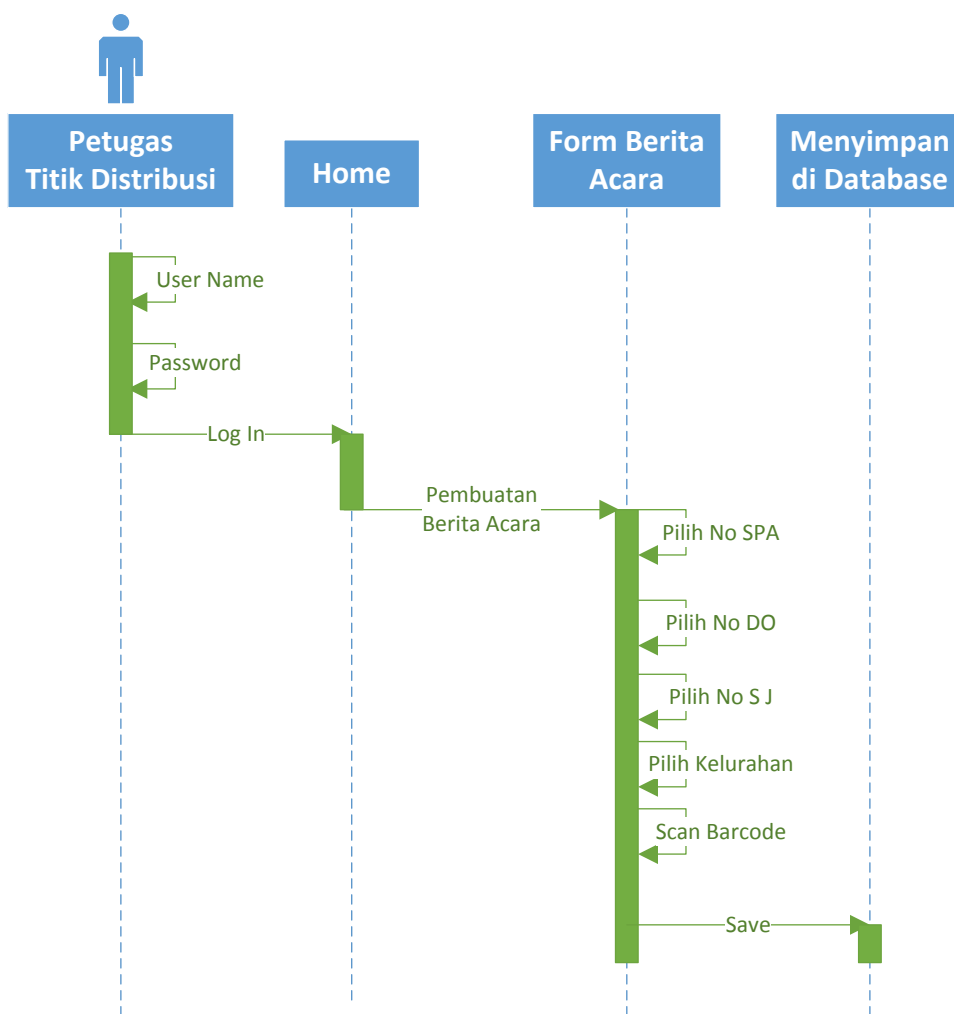 Petugas
Titik Distribusi
Home
Form Berita
Acara
Menyimpan
di Database
User Name
Password
Log In
Pembuatan
Berita Acara
Pilih No SPA
Pilih No DO
Pilih No S J
Pilih Kelurahan
Scan Barcode
Save